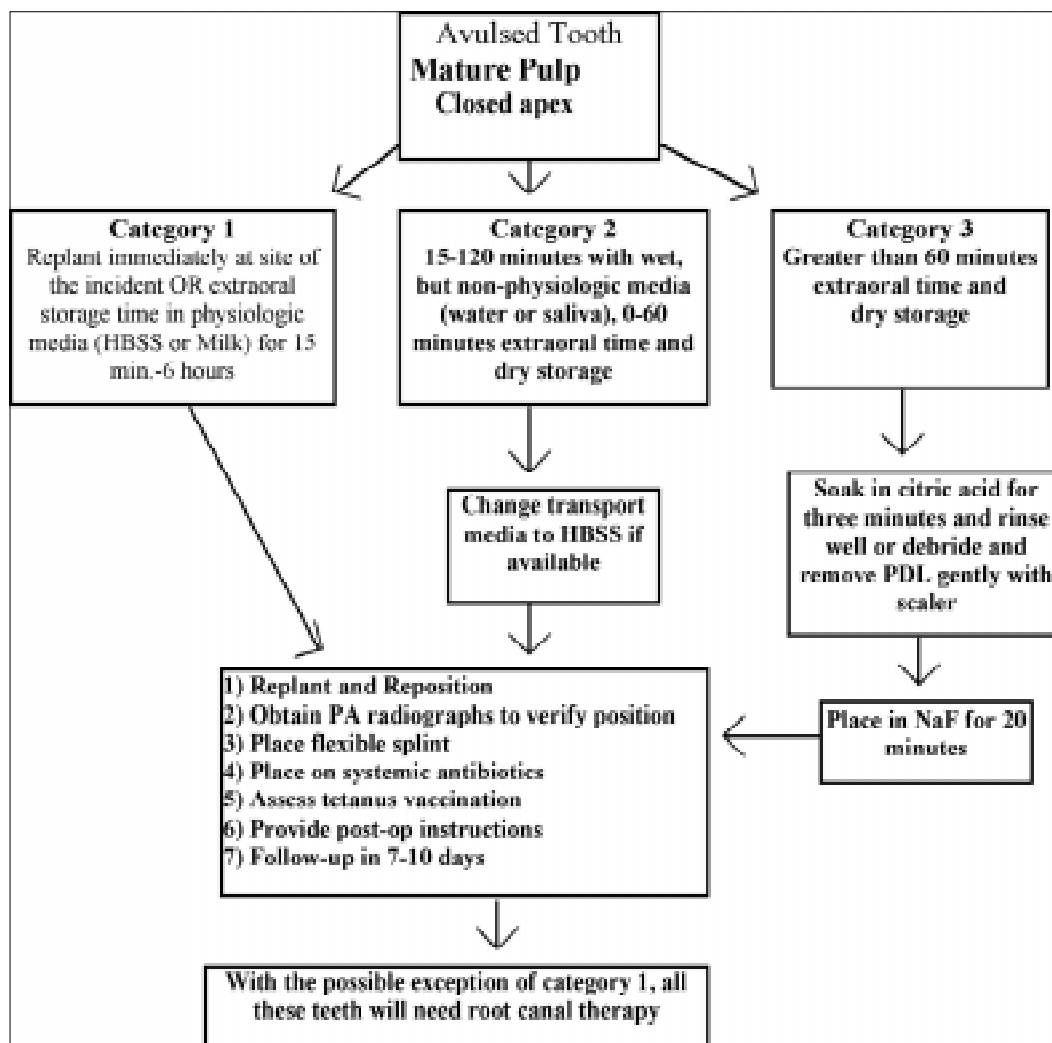 Avulsed Tooth
Mature Pulp
Closed apex
Category 1
Replant immediately at site of
the incident OR extraoral
storage time in physiologic
media (HBSS or Milk) for 15
min.-6 hours
Category 2
15-120 minutes with wet,
but non-physiologic media
(water or saliva), 0-60
minutes extraoral time and
dry storage
Category 3
Greater than 60 minutes
extraoral time and
dry storage
Change transport
media to HBSS if
available
Soak in citric acid for
three minutes and rinse
well or debride and
remove PDL gently with
scaler
Place in NaF for 20
minutes
1) Replant and Reposition
2) Obtain PA radiographs to verify position
3) Place flexible splint
4) Place on systemic antibiotics
5) Assess tetanus vaccination
6) Provide post-op instructions
7) Follow-up in 7-10 days
With the possible exception of category 1, all
these teeth will need root canal therapy